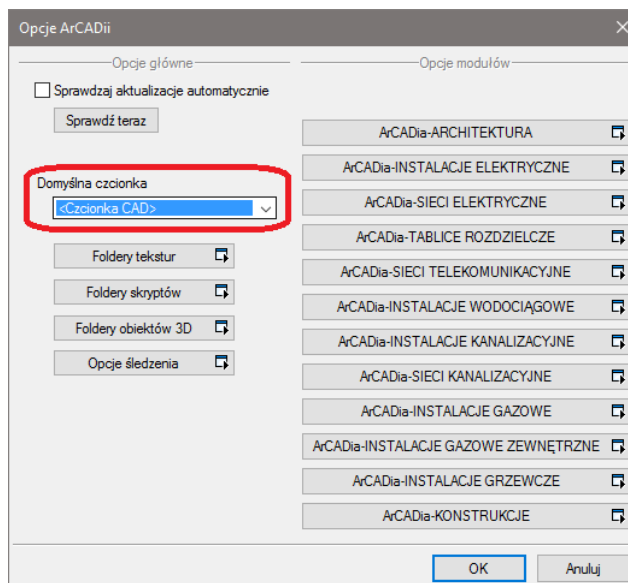 Opcje ArCADii
Opcje główne
Sprawdzaj aktualizacje automatycznie
Sprawdź teraz
Domyślna czcionka
<Czcionka CAD>
Foldery tekstur
Foldery skryptów
Foldery obiektów 3D
Opcje śledzenia
Opcje modułów
ArCADia-ARCHITEKTURA
ArCADia-INSTALACJE ELEKTRYCZNE
ArCADia-SIECI ELEKTRYCZNE
ArCADia-TABLICE ROZDZIELCZE
ArCADia-SIECI TELEKOMUNIKACYJNE
ArCADia-INSTALACJE WODOCIĄGOWE
ArCADia-INSTALACJE KANALIZACYJNE
ArCADia-SIECI KANALIZACYJNE
ArCADia-INSTALACJE GAZOWE
ArCADia-INSTALACJE GAZOWE ZEWNĘTRZNE
ArCADia-INSTALACJE GRZEWCZE
ArCADia-KONSTRUKCJE
OK
Anuluj